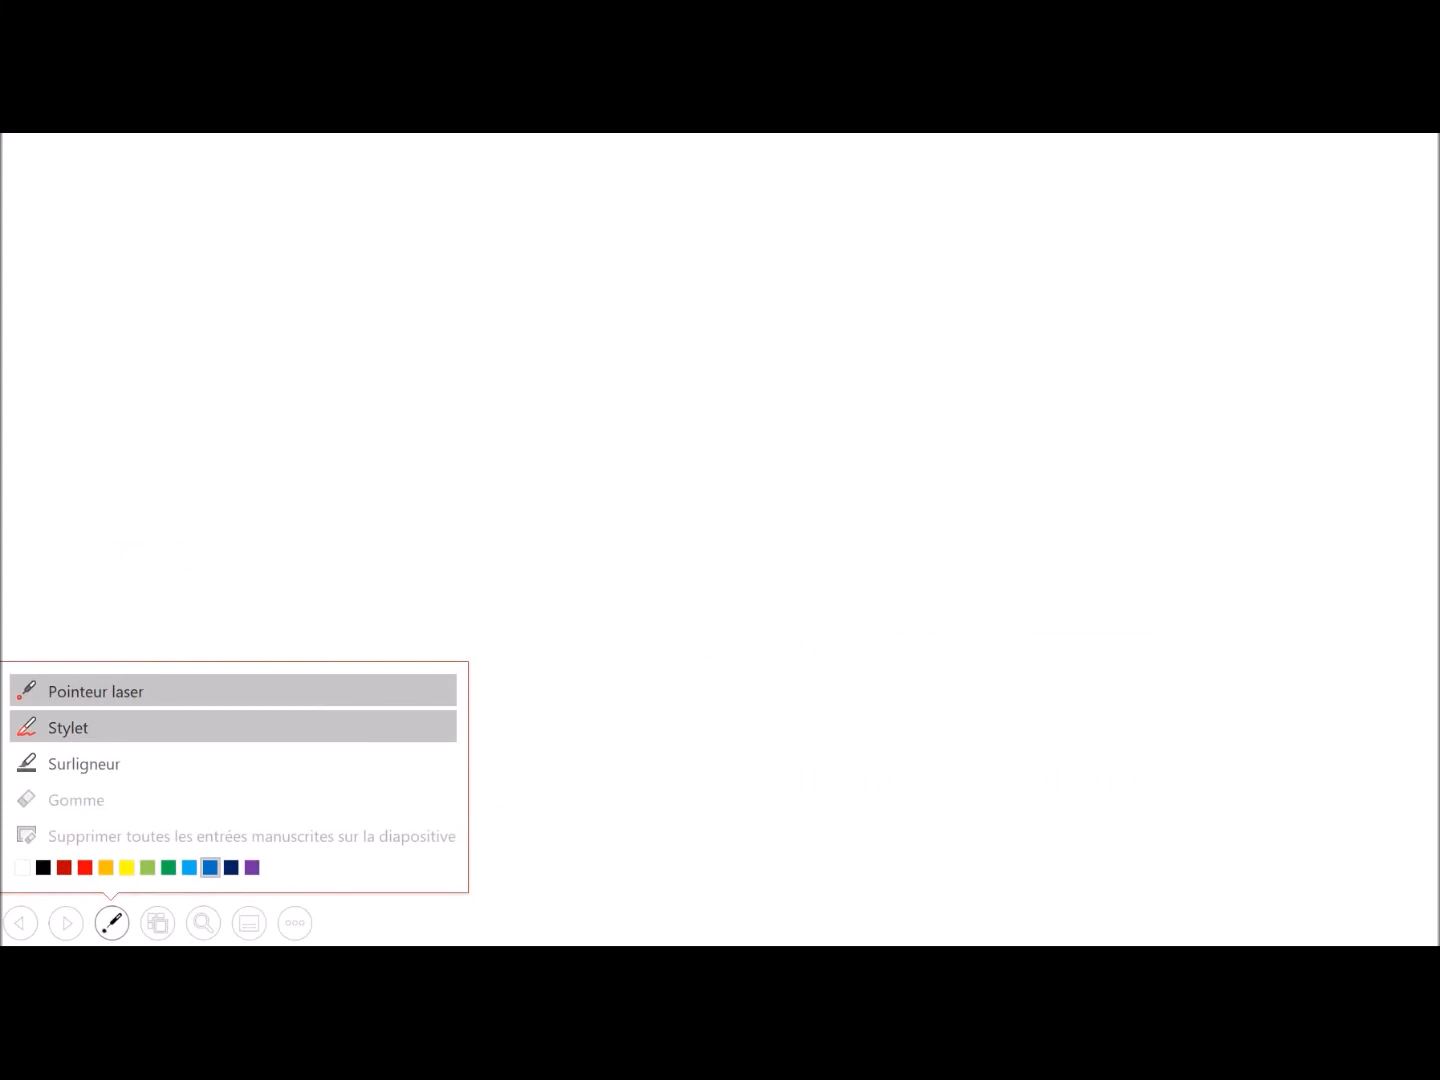 Pointeur laser
Stylet
Surligneur
Gomme
Supprimer toutes les entrées manuscrites sur la diapositive